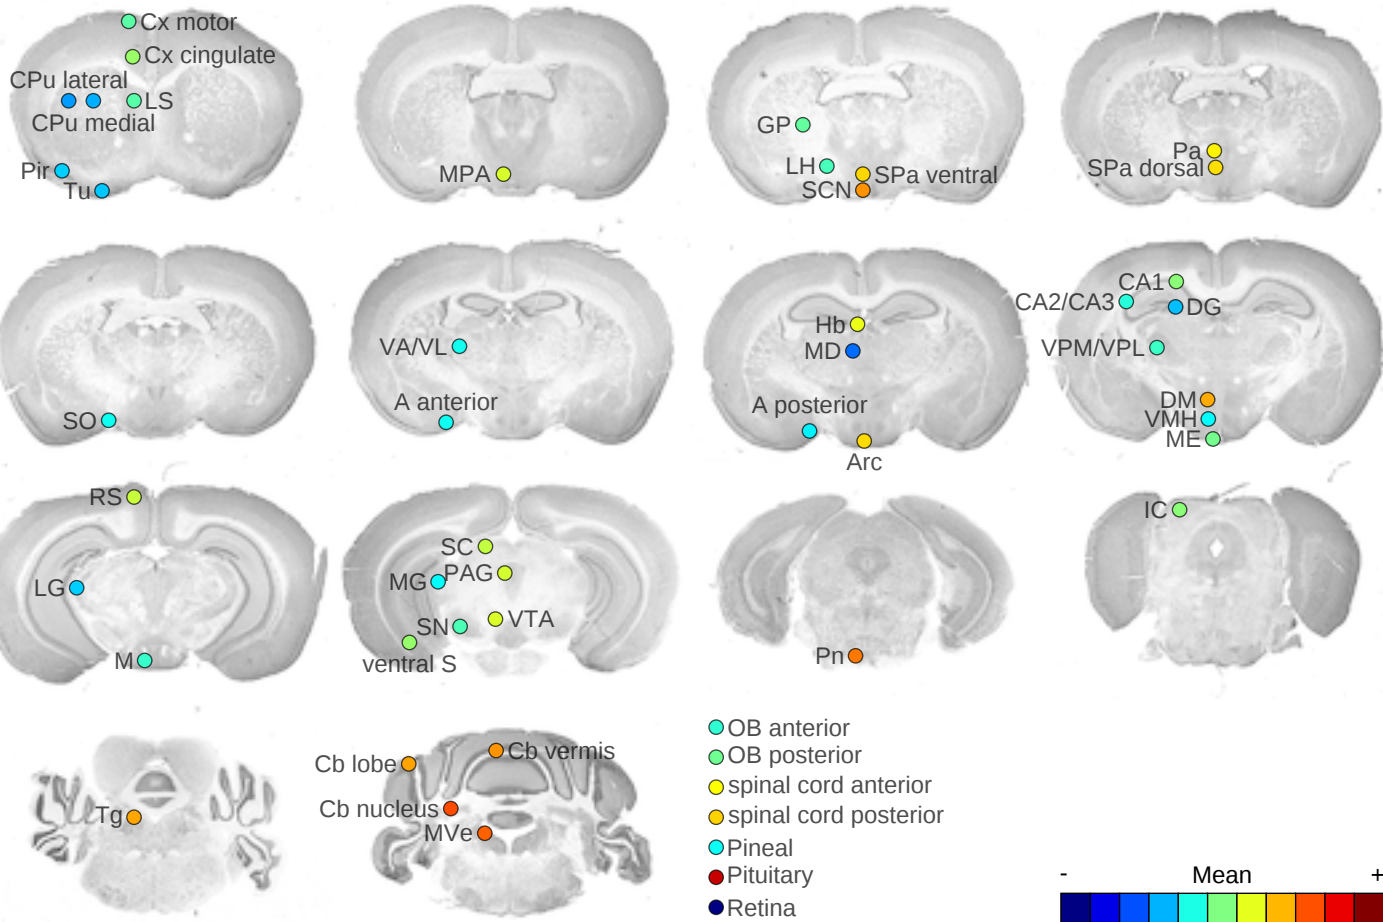 Cx motor
Cx cingulate
CPu lateral
LS
CPu medial
Pir
Tu
MPA
GP
LH
SPa ventral
SCN
Pa
SPa dorsal
SO
VA/VL
A anterior
Hb
MD
A posterior
Arc
CA1
CA2/CA3
DG
VPM/VPL
DM
VMH
ME
RS
LG
M
SC
MG
PAG
SN
VTA
ventral S
Pn
IC
Tg
Cb lobe
Cb vermis
Cb nucleus
MVe
OB anterior
OB posterior
spinal cord anterior
spinal cord posterior
Pineal
Pituitary
Retina
- Mean +